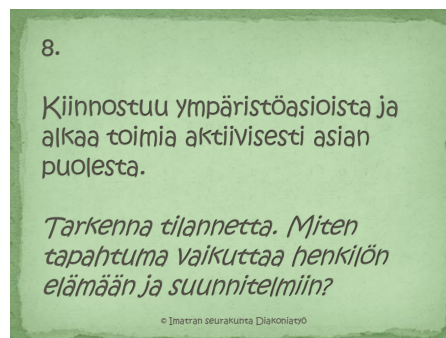 8.
Kiinnostuu ympäristöasioista ja
alkaa toimia aktiivisesti asian
puolesta.
Tarkenna tilannetta. Miten
tapahtuma vaikuttaa henkilön
elämään ja suunnitelmiin?
© Imatran seurakunta Diakoniatyö